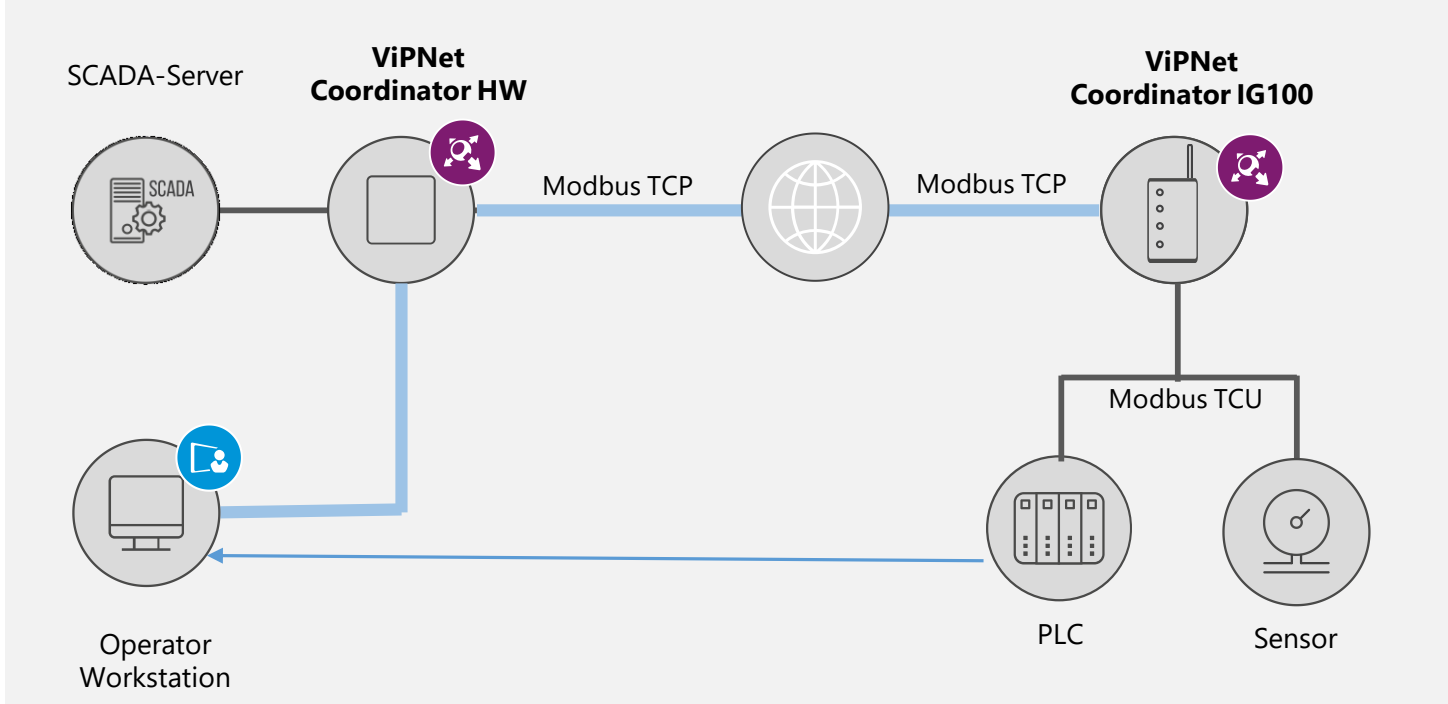 SCADA-Server
ViPNet
Coordinator HW
ViPNet
Coordinator IG100
SCADA
Modbus TCP
Modbus TCP
Modbus TCU
Operator
Workstation
PLC
Sensor